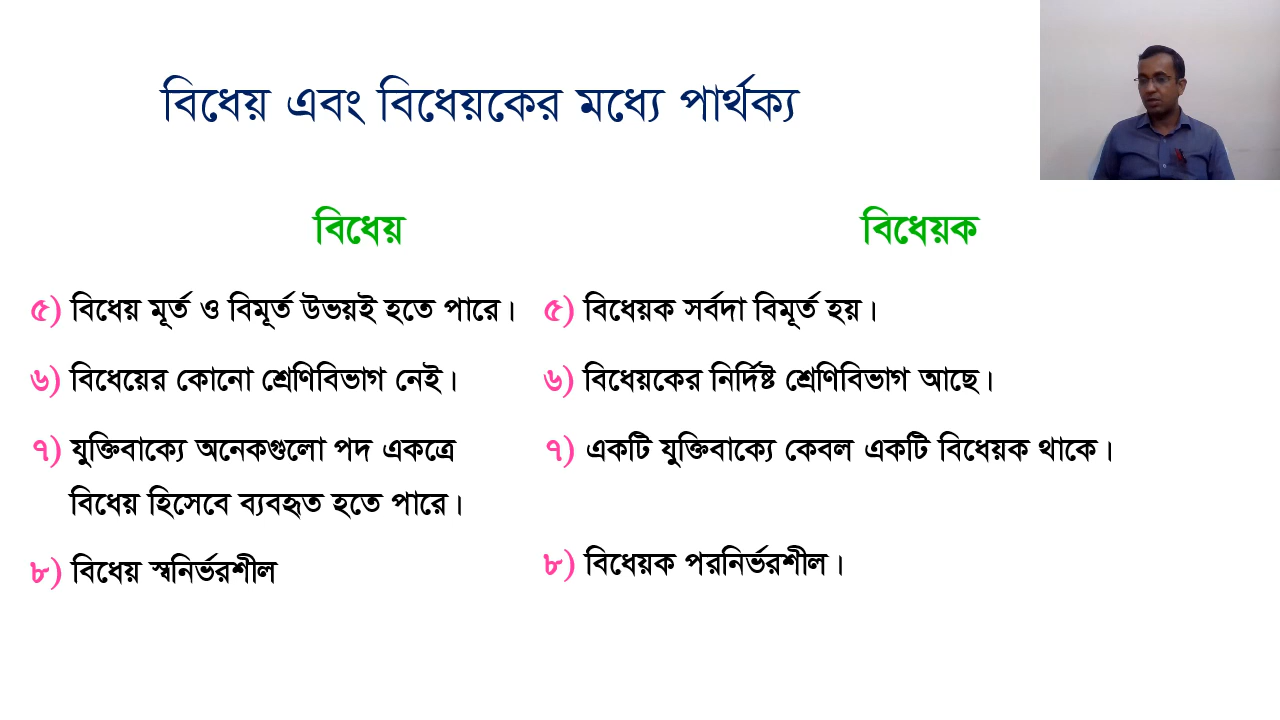 বিধেয় এবং বিধেয়কের মধ্যে পার্থক্য
বিধেয়
বিধেয়ক
৫) বিধেয় মূর্ত ও বিমূর্ত উভয়ই হতে পারে।
৫) বিধেয়ক সর্বদা বিমূর্ত হয়।
৬) বিধেয়ের কোনো শ্রেণিবিভাগ নেই।
৬) বিধেয়কের নির্দিষ্ট শ্রেণিবিভাগ আছে।
৭) যুক্তিবাক্যে অনেকগুলো পদ একত্রে
বিধেয় হিসেবে ব্যবহৃত হতে পারে।
৭) একটি যুক্তিবাক্যে কেবল একটি বিধেয়ক থাকে।
৮) বিধেয় স্বনির্ভরশীল
৮) বিধেয়ক পরনির্ভরশীল।